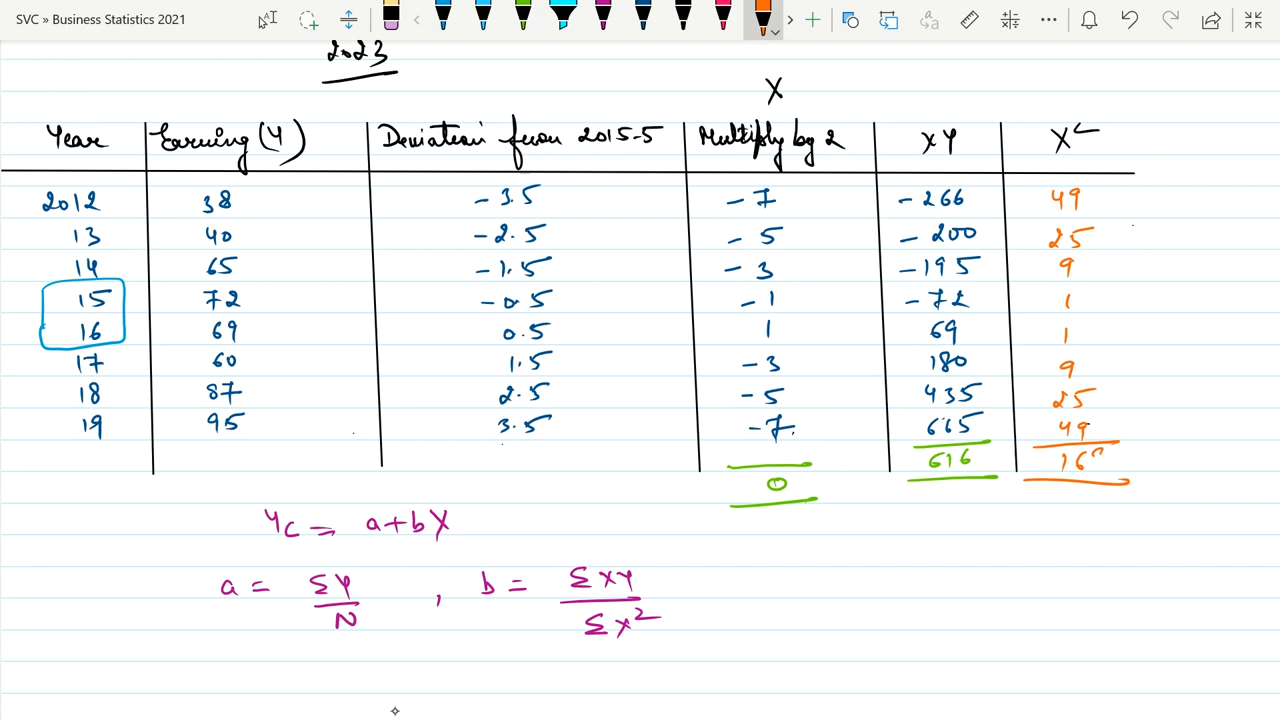 SVC » Business Statistics 2021
2023
X
Year Earning (Y) Deviation from 2015-5 Multiply by 2 XY X²
2012 38 -3.5 -7 -266 49
13 40 -2.5 -5 -200 25
14 65 -1.5 -3 -195 9
15 72 -0.5 -1 -72 1
16 69 0.5 1 69 1
17 60 1.5 -3 180 9
18 87 2.5 -5 435 25
19 95 3.5 -7 665 49
0 616
Yc = a+bX
a = ΣY/N , b = ΣXY/ΣX²